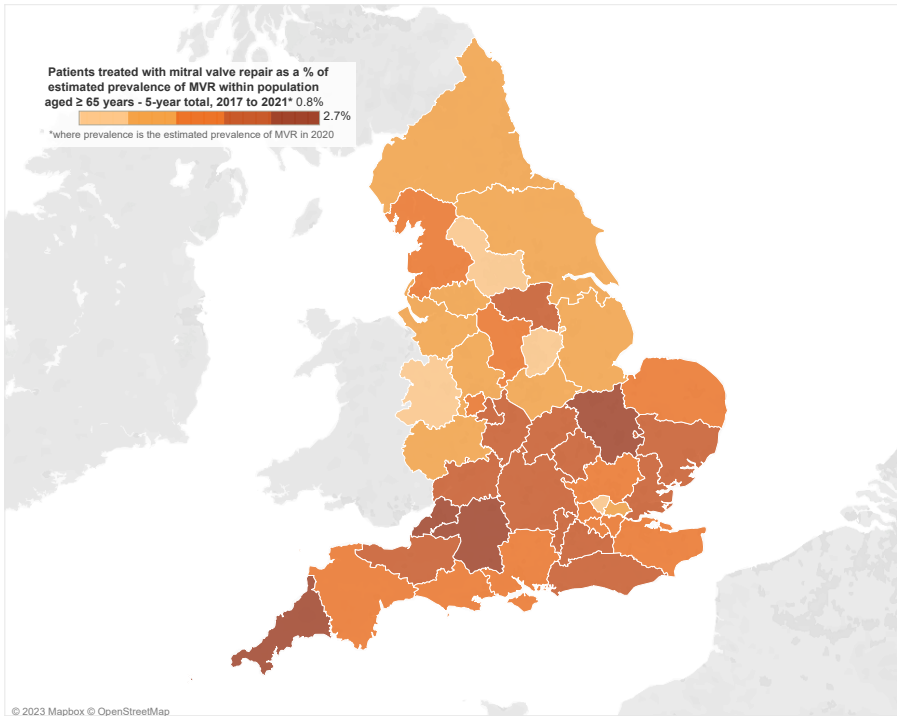 Patients treated with mitral valve repair as a % of
estimated prevalence of MVR within population
aged ≥ 65 years - 5-year total, 2017 to 2021* 0.8%
2.7%
*where prevalence is the estimated prevalence of MVR in 2020
© 2023 Mapbox © OpenStreetMap